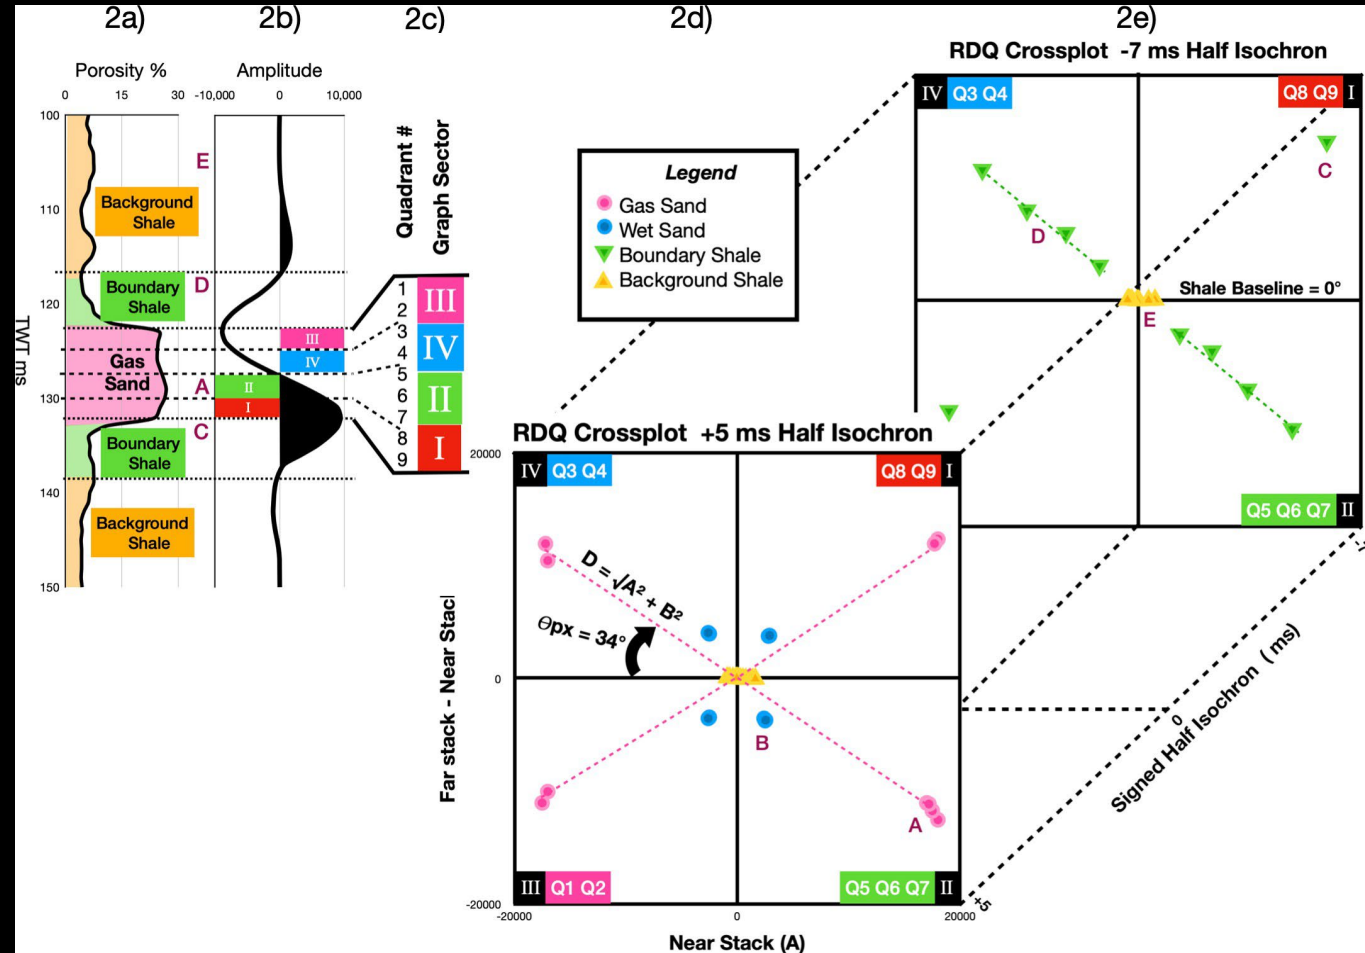 2a)
2b)
2c)
2d)
2e)
Porosity %
0 15 30
Amplitude
-10,000 0 10,000
TWT ms
100
110
120
130
140
150
E
Background
Shale
D
Boundary
Shale
Gas
Sand
A
C
Boundary
Shale
Background
Shale
III
IV
II
I
Quadrant #
Graph Sector
1
2
3
4
5
6
7
8
9
III
IV
II
I
Legend
Gas Sand
Wet Sand
Boundary Shale
Background Shale
RDQ Crossplot -7 ms Half Isochron
IV Q3 Q4
Q8 Q9 I
C
D
Shale Baseline = 0°
E
Q5 Q6 Q7 II
RDQ Crossplot +5 ms Half Isochron
20000
IV Q3 Q4
Q8 Q9 I
D = √A² + B²
Θpx = 34°
Far stack - Near Stac
0
B
A
III Q1 Q2
Q5 Q6 Q7 II
-20000
-20000 0 20000
Near Stack (A)
+5
0
Signed Half Isochron (ms)